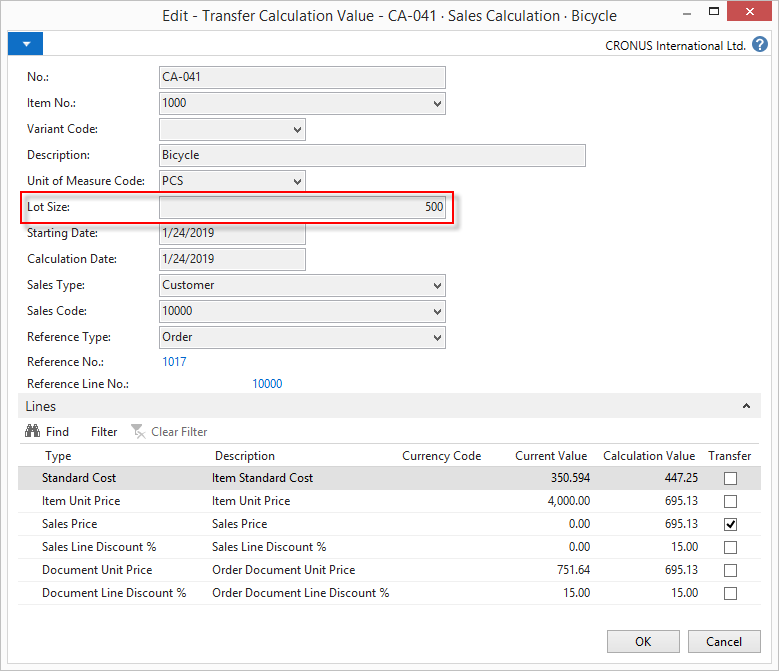 Edit - Transfer Calculation Value - CA-041 · Sales Calculation · Bicycle
CRONUS International Ltd. ?
No.: CA-041
Item No.: 1000
Variant Code:
Description: Bicycle
Unit of Measure Code: PCS
Lot Size: 500
Starting Date: 1/24/2019
Calculation Date: 1/24/2019
Sales Type: Customer
Sales Code: 10000
Reference Type: Order
Reference No.: 1017
Reference Line No.: 10000
Lines
Find Filter Clear Filter
Type Description Currency Code Current Value Calculation Value Transfer
Standard Cost Item Standard Cost 350.594 447.25
Item Unit Price Item Unit Price 4,000.00 695.13
Sales Price Sales Price 0.00 695.13
Sales Line Discount % Sales Line Discount % 0.00 15.00
Document Unit Price Order Document Unit Price 751.64 695.13
Document Line Discount % Order Document Line Discount % 15.00 15.00
OK Cancel